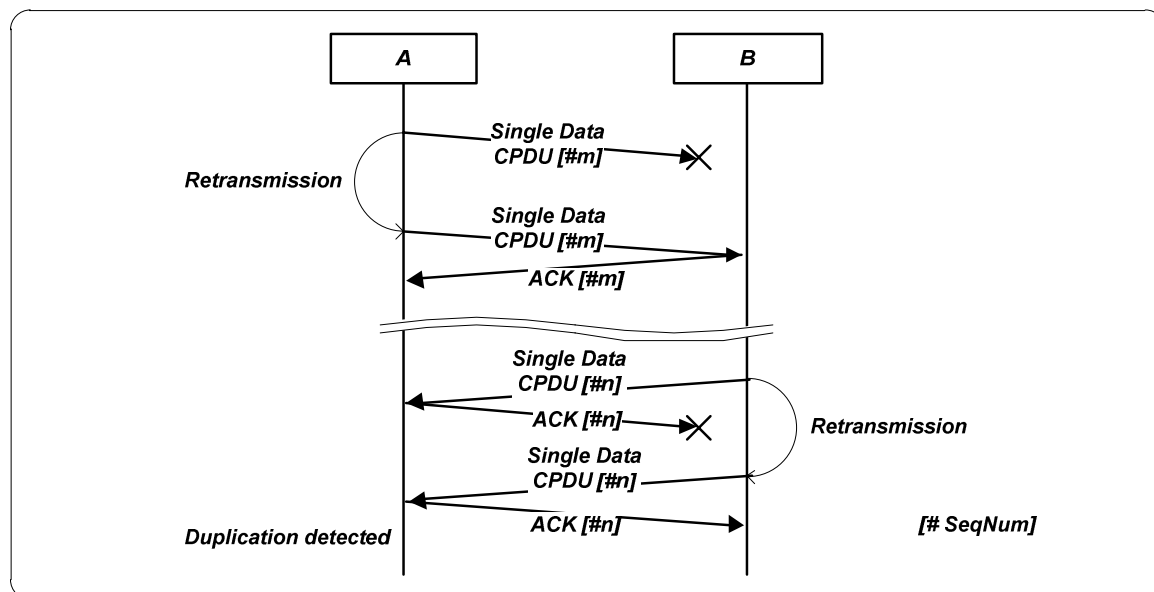 A
B
Single Data
CPDU [#m]
Retransmission
Single Data
CPDU [#m]
ACK [#m]
Single Data
CPDU [#n]
ACK [#n]
Retransmission
Single Data
CPDU [#n]
ACK [#n]
Duplication detected
[# SeqNum]